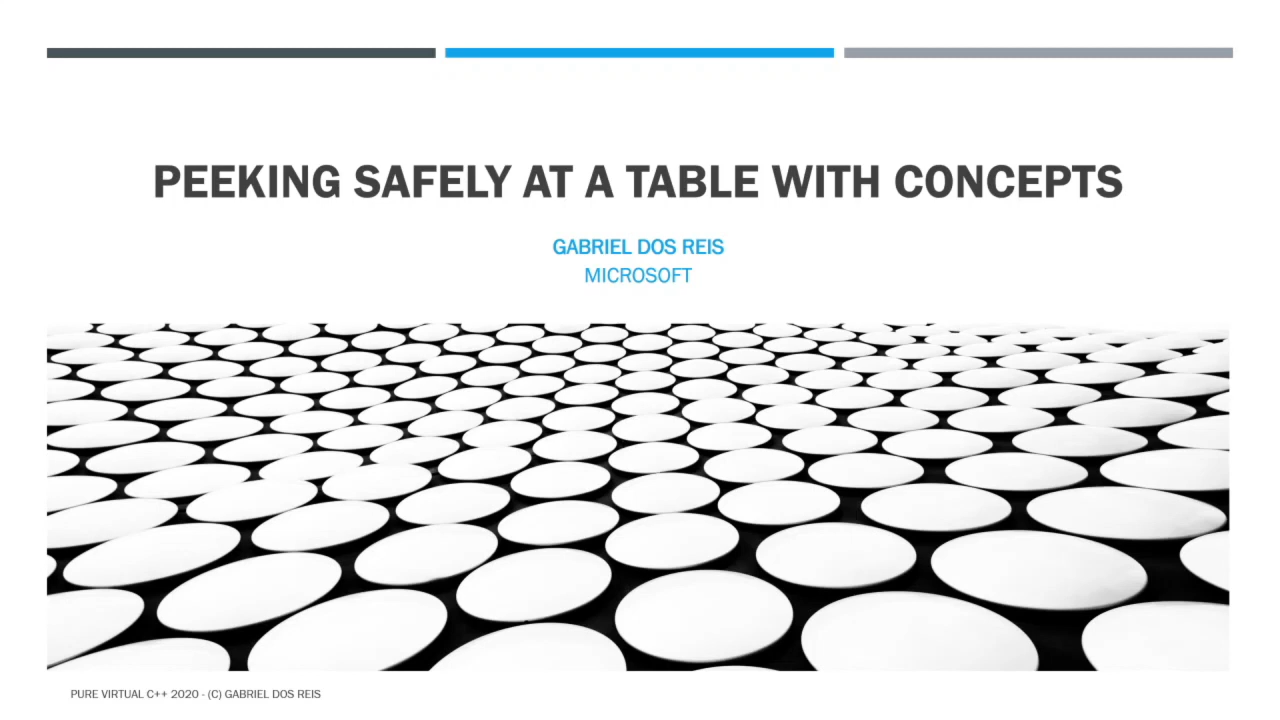 PEEKING SAFELY AT A TABLE WITH CONCEPTS
GABRIEL DOS REIS
MICROSOFT
PURE VIRTUAL C++ 2020 - (C) GABRIEL DOS REIS